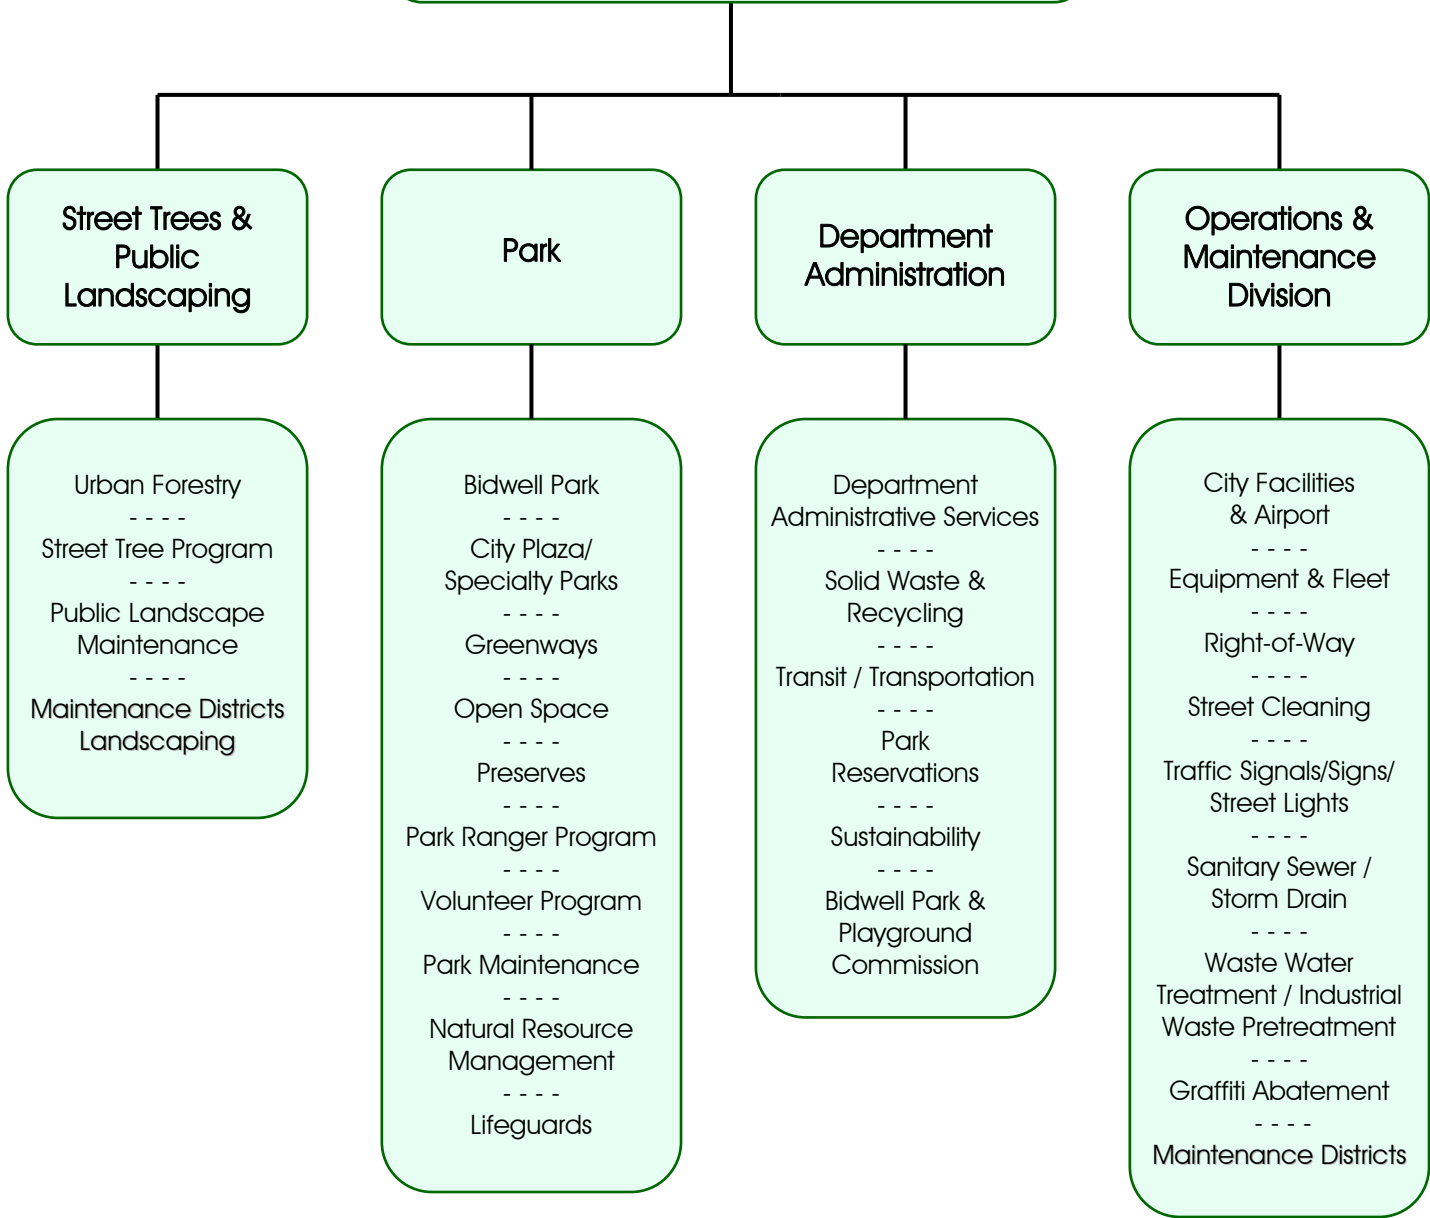 Street Trees &
Public
Landscaping
Park
Department
Administration
Operations &
Maintenance
Division
Urban Forestry
- - - -
Street Tree Program
- - - -
Public Landscape
Maintenance
- - - -
Maintenance Districts
Landscaping
Bidwell Park
- - - -
City Plaza/
Specialty Parks
- - - -
Greenways
- - - -
Open Space
- - - -
Preserves
- - - -
Park Ranger Program
- - - -
Volunteer Program
- - - -
Park Maintenance
- - - -
Natural Resource
Management
- - - -
Lifeguards
Department
Administrative Services
- - - -
Solid Waste &
Recycling
- - - -
Transit / Transportation
- - - -
Park
Reservations
- - - -
Sustainability
- - - -
Bidwell Park &
Playground
Commission
City Facilities
& Airport
- - - -
Equipment & Fleet
- - - -
Right-of-Way
- - - -
Street Cleaning
- - - -
Traffic Signals/Signs/
Street Lights
- - - -
Sanitary Sewer /
Storm Drain
- - - -
Waste Water
Treatment / Industrial
Waste Pretreatment
- - - -
Graffiti Abatement
- - - -
Maintenance Districts